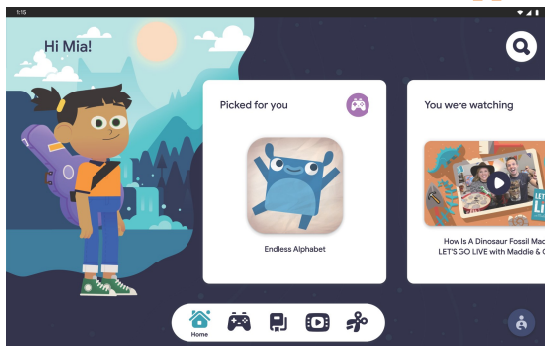 1:15
Hi Mia!
Picked for you
Endless Alphabet
You were watching
LET
How Is A Dinosaur Fossil Mad
LET'S GO LIVE with Maddie & G
Home